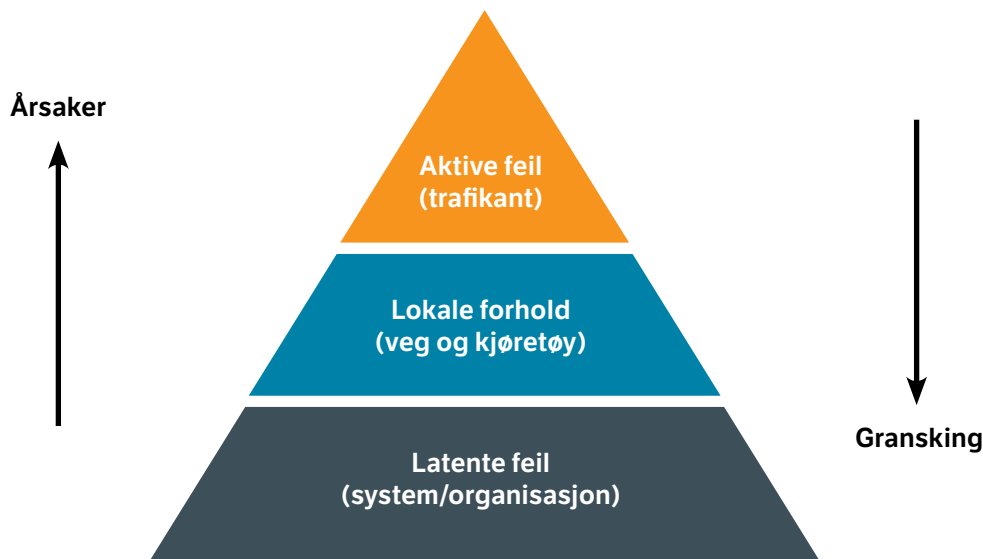 Årsaker
Aktive feil
(trafikant)
Lokale forhold
(veg og kjøretøy)
Gransking
Latente feil
(system/organisasjon)